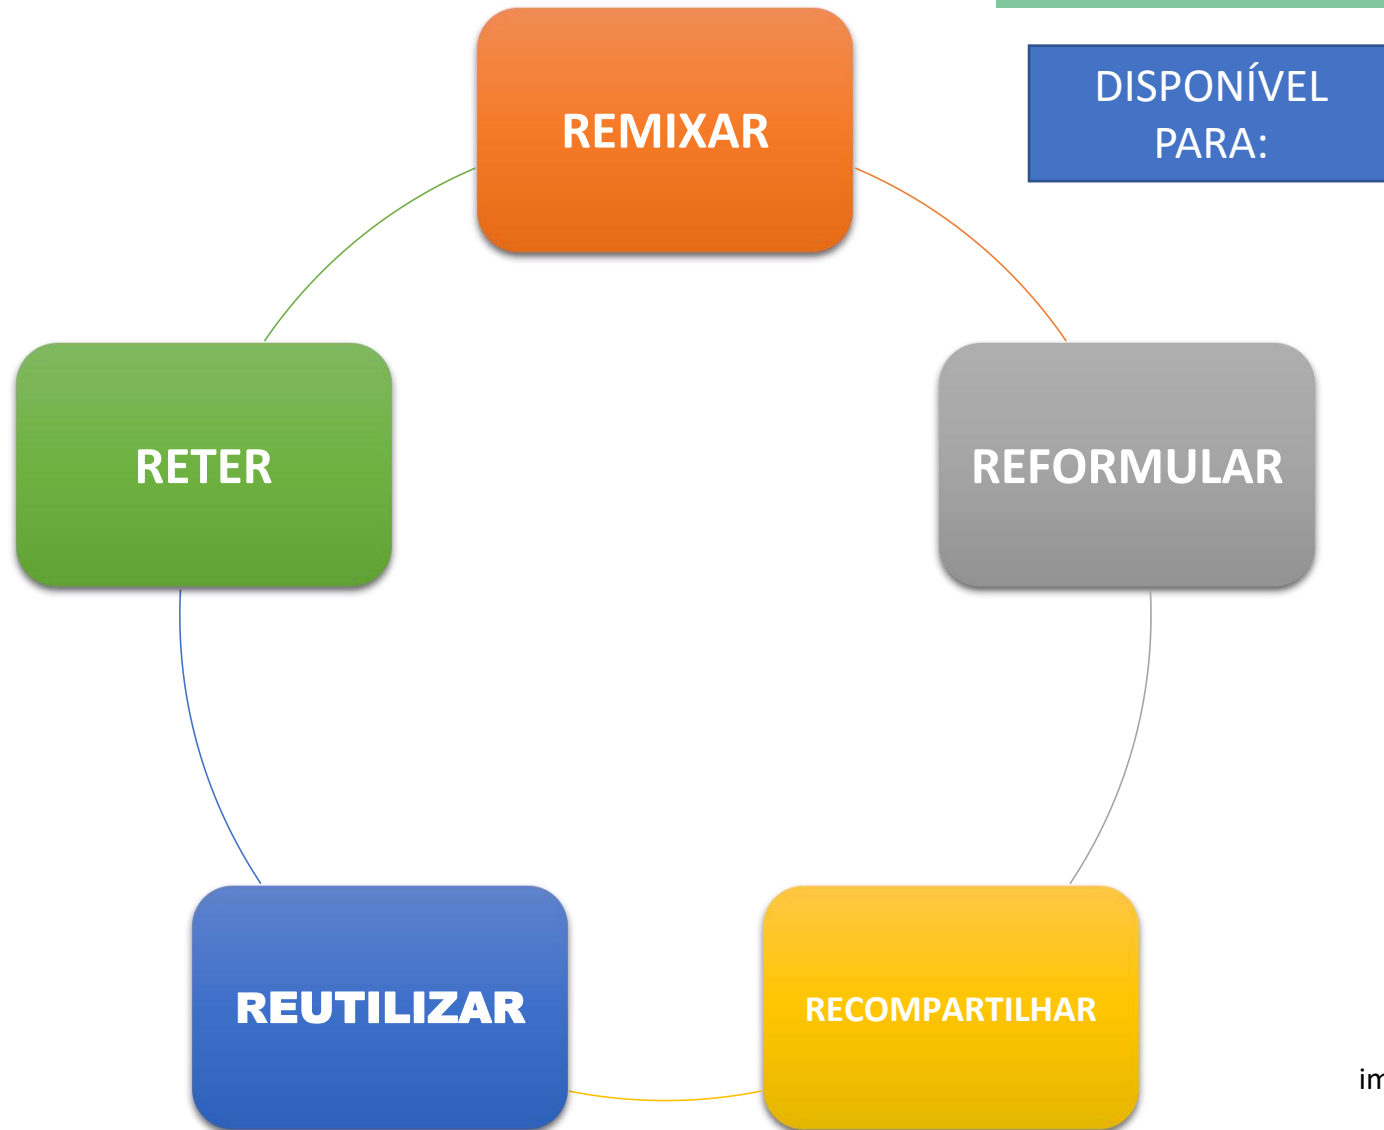 REMIXAR
DISPONÍVEL
PARA:
RETER
REFORMULAR
REUTILIZAR
RECOMPARTILHAR